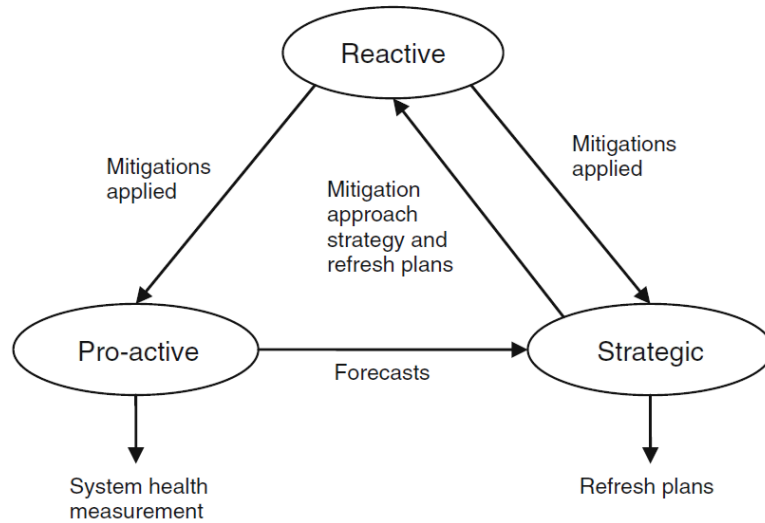 Reactive
Mitigations
applied
Mitigation
approach
strategy and
refresh plans
Mitigations
applied
Pro-active
Forecasts
Strategic
System health
measurement
Refresh plans